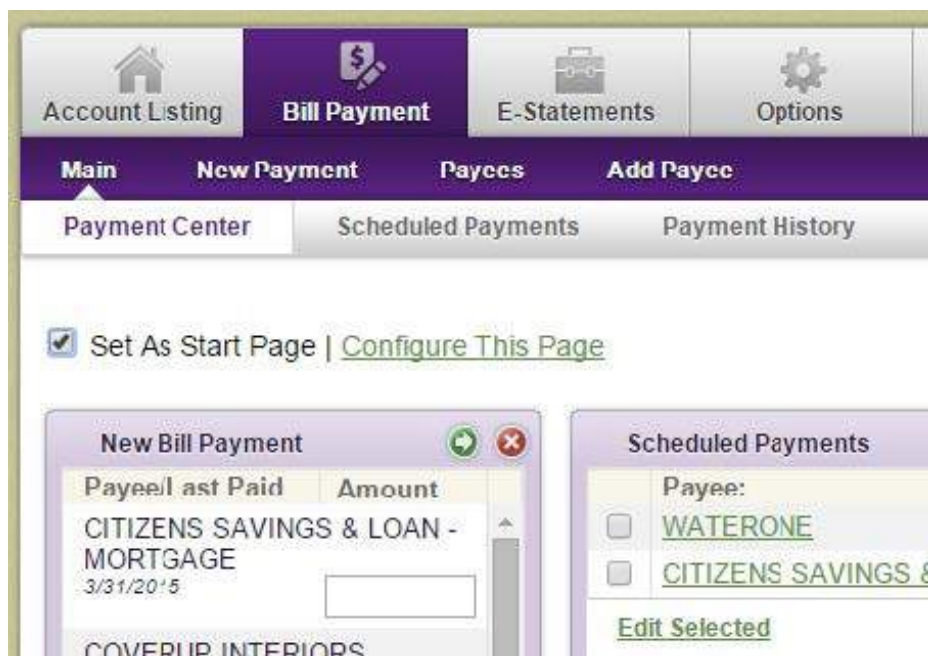 Account Listing Bill Payment E-Statements Options
Main New Payment Payees Add Payee
Payment Center Scheduled Payments Payment History
Set As Start Page | Configure This Page
New Bill Payment
Payee/Last Paid Amount
CITIZENS SAVINGS & LOAN -
MORTGAGE
3/31/2015
COVERUP INTERIORS
Scheduled Payments
Payee:
WATERONE
CITIZENS SAVINGS &
Edit Selected